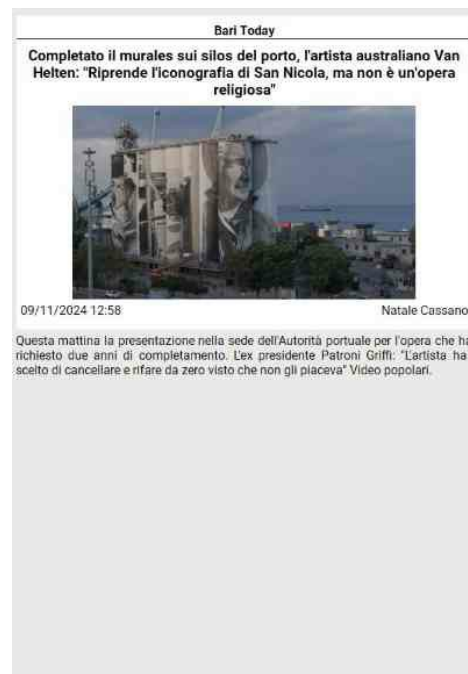 Bari Today
Completato il murales sui silos del porto, l'artista australiano Van
Helten: "Riprende l'iconografia di San Nicola, ma non è un'opera
religiosa"
09/11/2024 12:58
Natale Cassano
Questa mattina la presentazione nella sede dell'Autorità portuale per l'opera che ha
richiesto due anni di completamento. L'ex presidente Patroni Griffi: "L'artista ha
scelto di cancellare e rifare da zero visto che non gli piaceva" Video popolari.